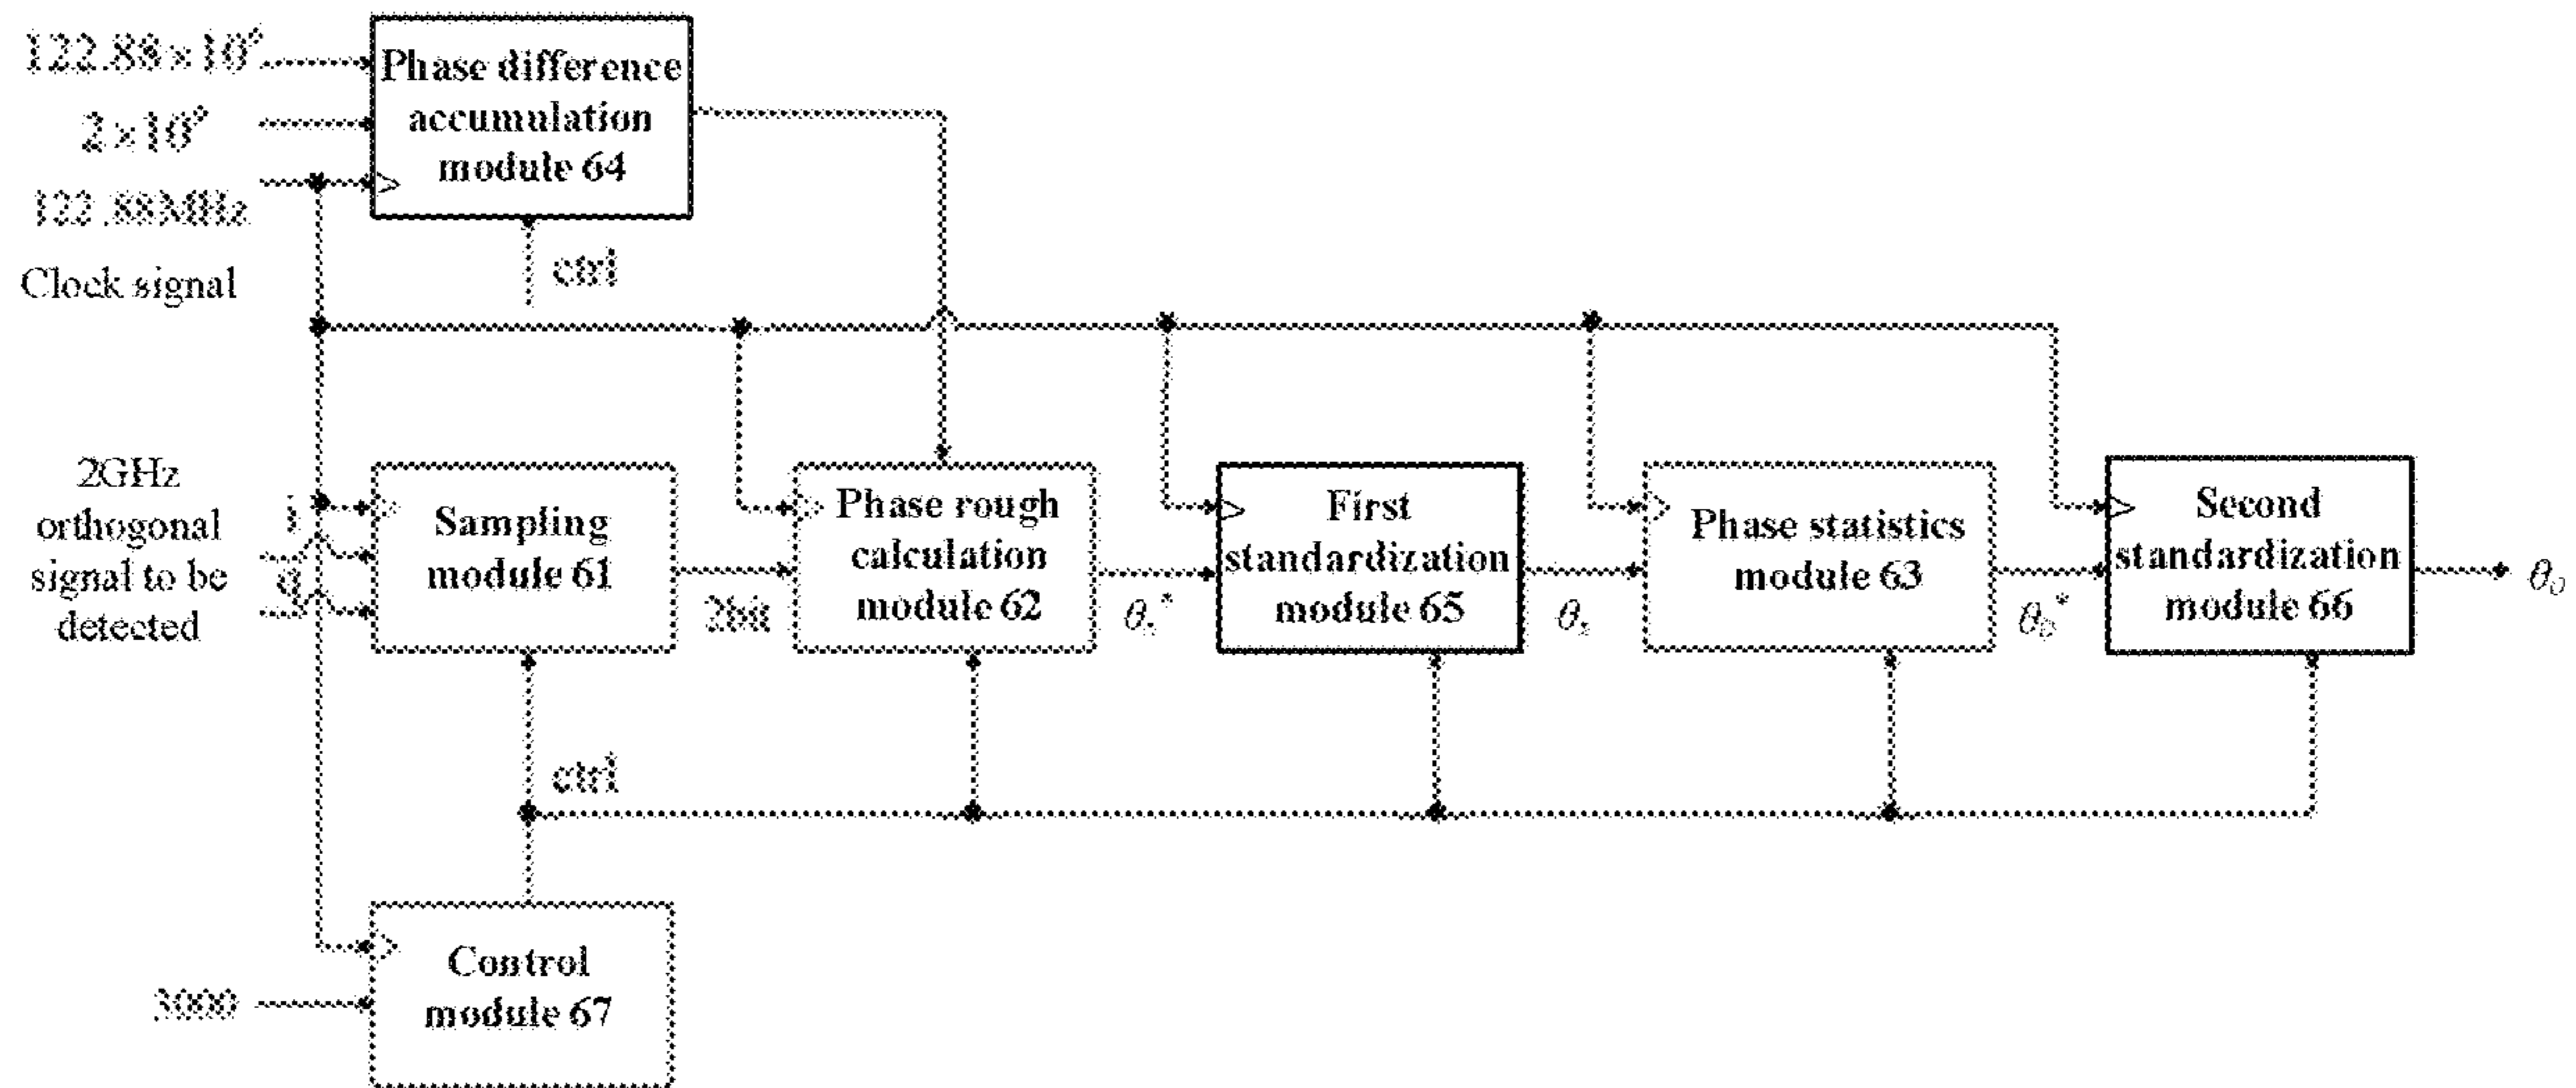 122.88×10⁶
2×10⁹
122.88MHz
Clock signal
Phase difference
accumulation
module 64
ctrl
2GHz
orthogonal
signal to be
detected
i
q
Sampling
module 61
2bit
Phase rough
calculation
module 62
First
standardization
module 65
Phase statistics
module 63
θ₀*
Second
standardization
module 66
θ₀
ctrl
3000
Control
module 67